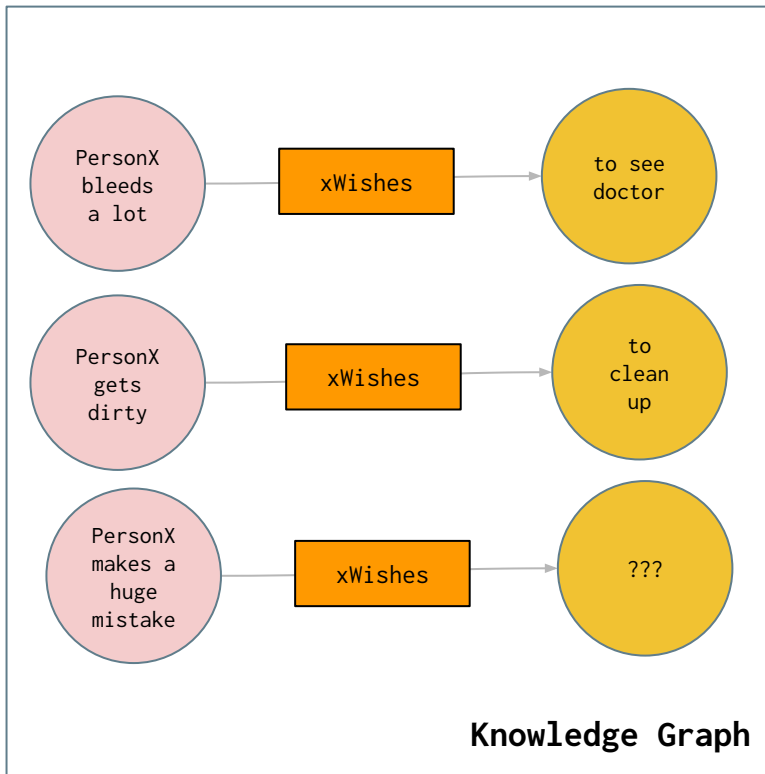 PersonX
bleeds
a lot
xWishes
to see
doctor
PersonX
gets
dirty
xWishes
to
clean
up
PersonX
makes a
huge
mistake
xWishes
???
Knowledge Graph